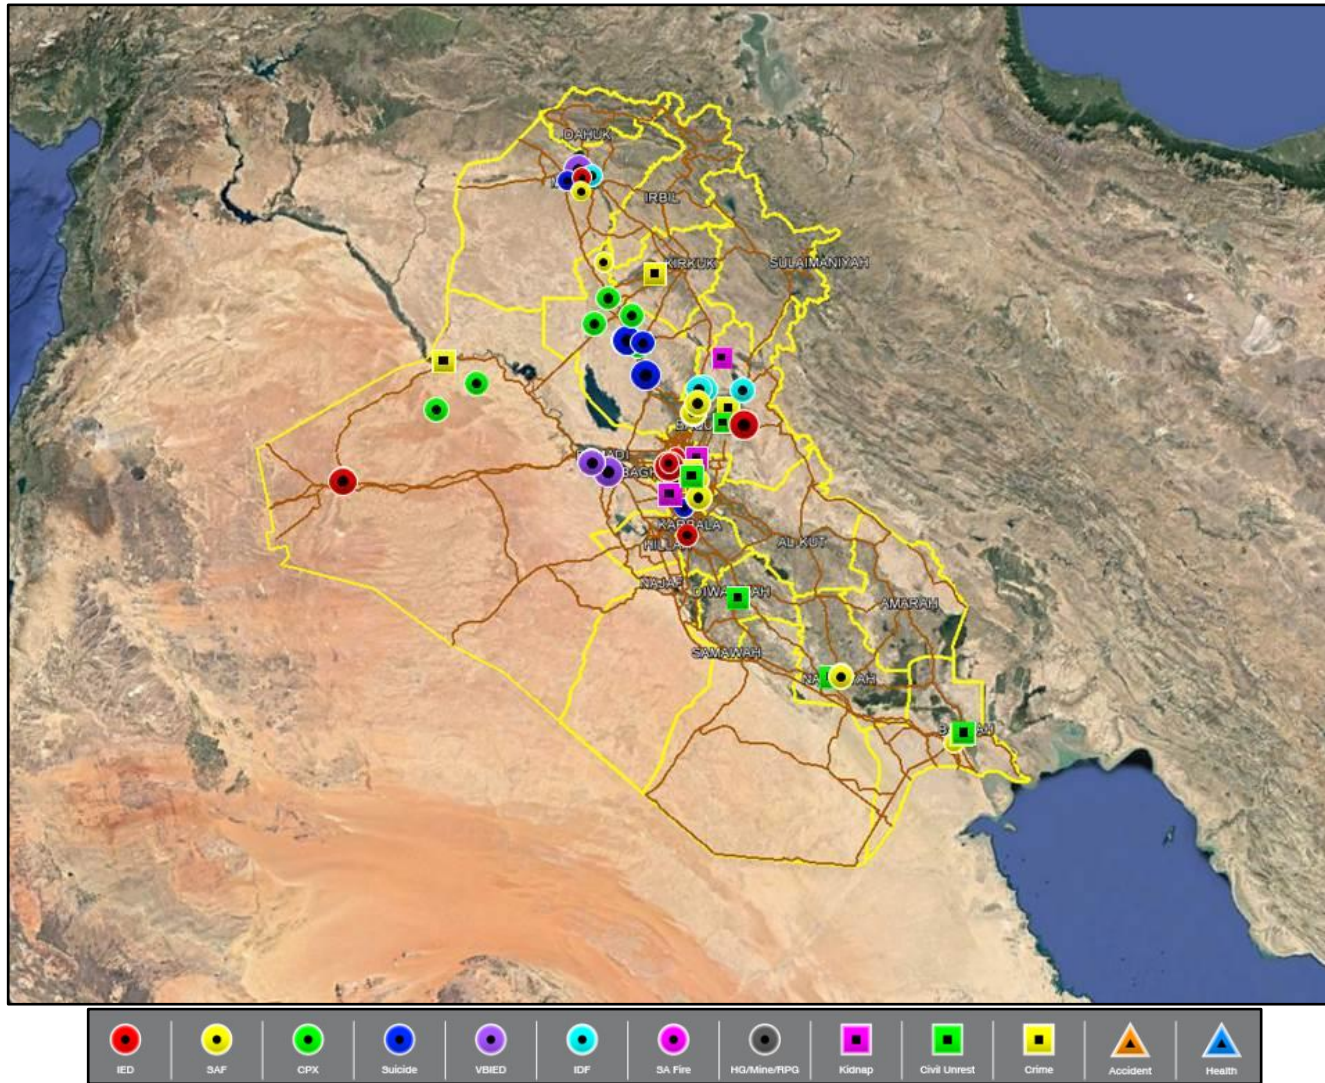 DAHUK
IRBIL
KIRKUK
SULAIMANIYAH
KARBALA
AL KUT
NAJAF
AMARAH
SAMAWAH
IED
SAF
CPX
Suicide
VBIED
IDF
SA Fire
HG/Mine/RPG
Kidnap
Civil Unrest
Crime
Accident
Health